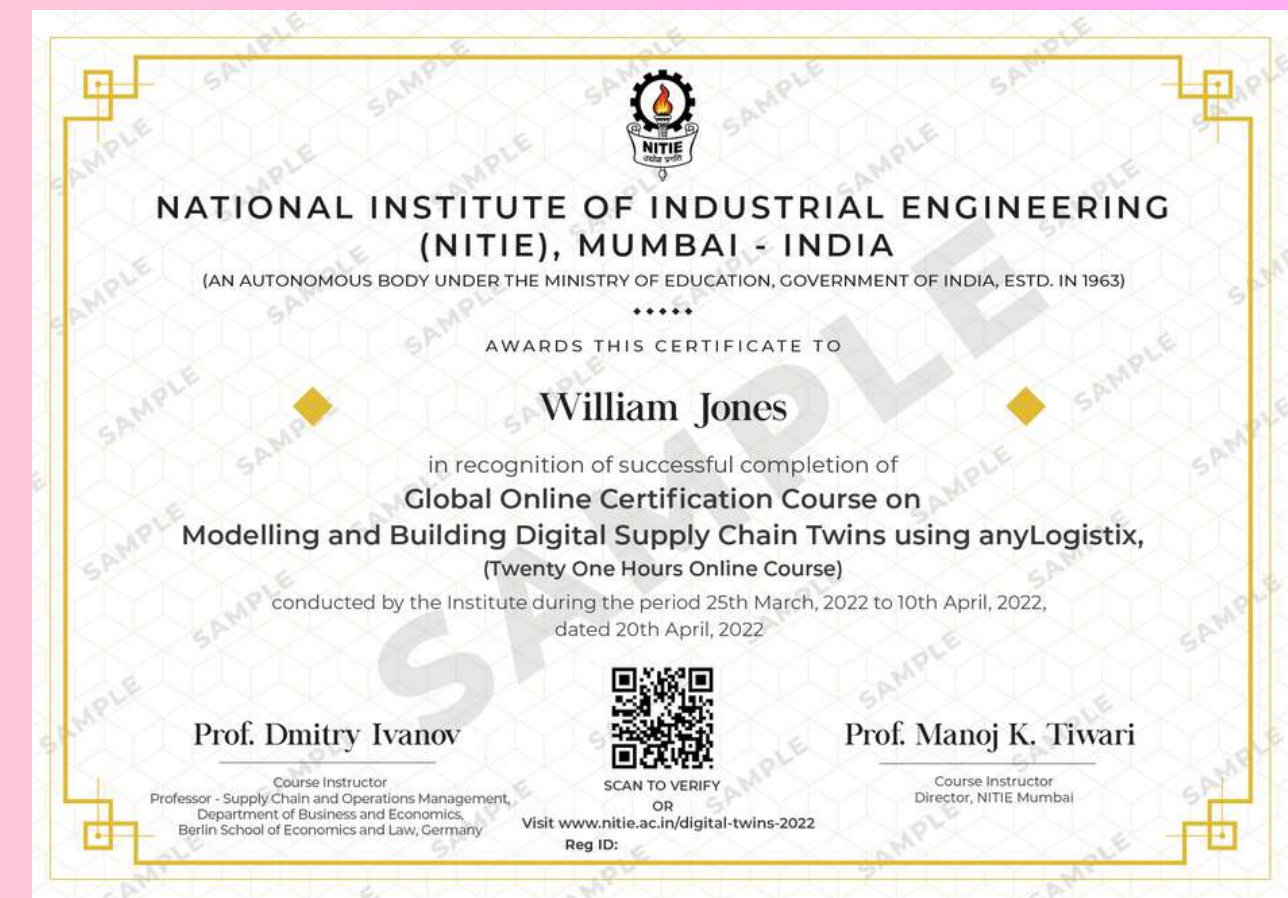 NITIE
उद्योग प्रगति
NATIONAL INSTITUTE OF INDUSTRIAL ENGINEERING
(NITIE), MUMBAI - INDIA
(AN AUTONOMOUS BODY UNDER THE MINISTRY OF EDUCATION, GOVERNMENT OF INDIA, ESTD. IN 1963)
AWARDS THIS CERTIFICATE TO
William Jones
in recognition of successful completion of
Global Online Certification Course on
Modelling and Building Digital Supply Chain Twins using anyLogistix,
(Twenty One Hours Online Course)
conducted by the Institute during the period 25th March, 2022 to 10th April, 2022,
dated 20th April, 2022
SAMPLE
Prof. Dmitry Ivanov
Course Instructor
Professor - Supply Chain and Operations Management,
Department of Business and Economics,
Berlin School of Economics and Law, Germany
SCAN TO VERIFY
OR
Visit www.nitie.ac.in/digital-twins-2022
Reg ID:
Prof. Manoj K. Tiwari
Course Instructor
Director, NITIE Mumbai